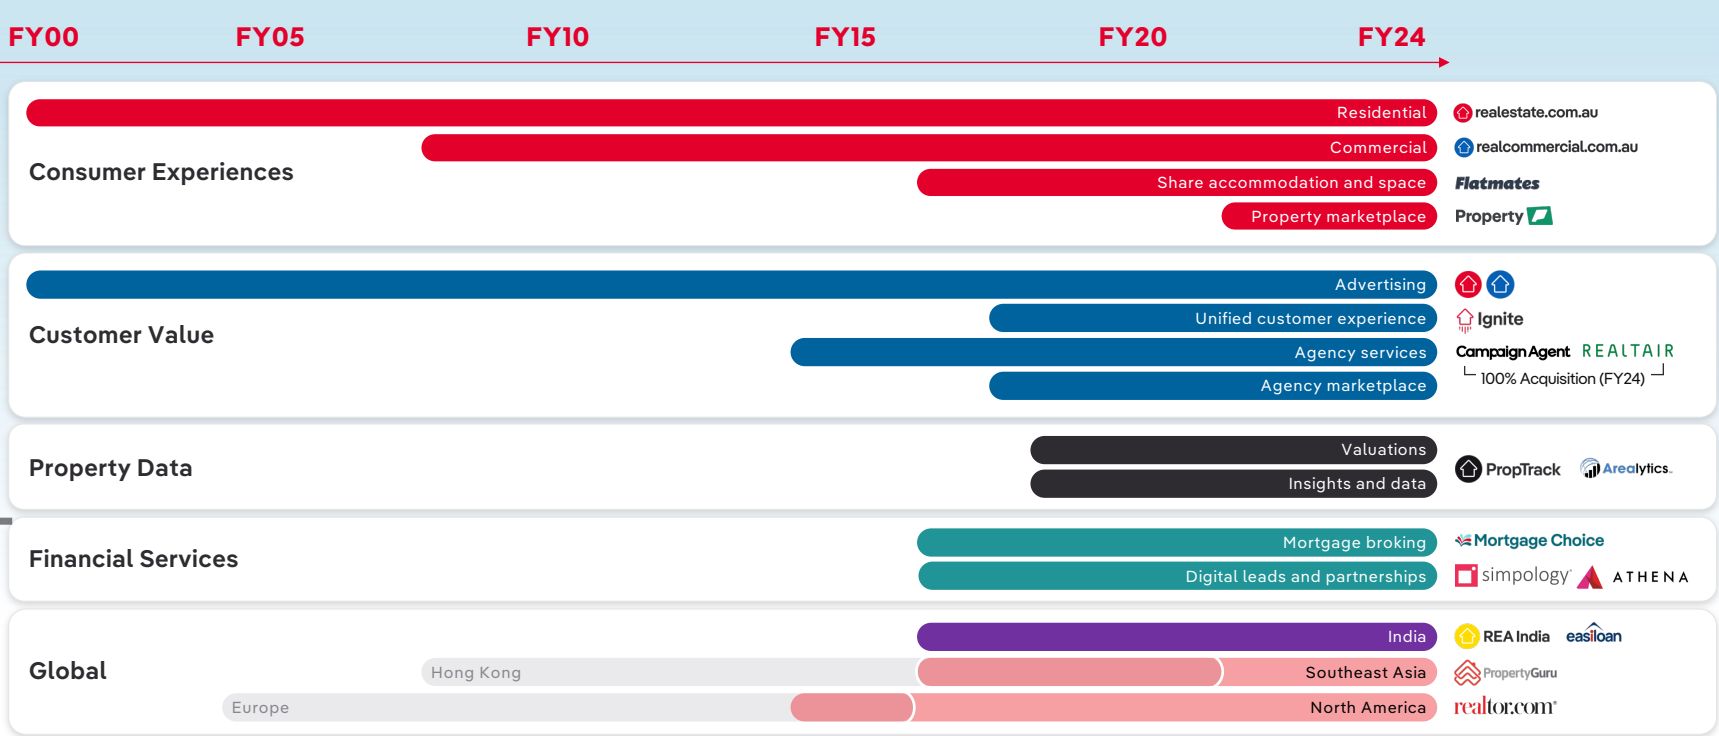 FY00 FY05 FY10 FY15 FY20 FY24
Consumer Experiences
Residential
realestate.com.au
Commercial
realcommercial.com.au
Share accommodation and space
Flatmates
Property marketplace
Property
Customer Value
Advertising
Unified customer experience
Ignite
Agency services
Campaign Agent REALTAIR
100% Acquisition (FY24)
Agency marketplace
Property Data
Valuations
Insights and data
PropTrack Arealytics
Financial Services
Mortgage broking
Mortgage Choice
Digital leads and partnerships
simpology ATHENA
Global
India
REA India easiloan
Hong Kong
Southeast Asia
PropertyGuru
Europe
North America
realtor.com®